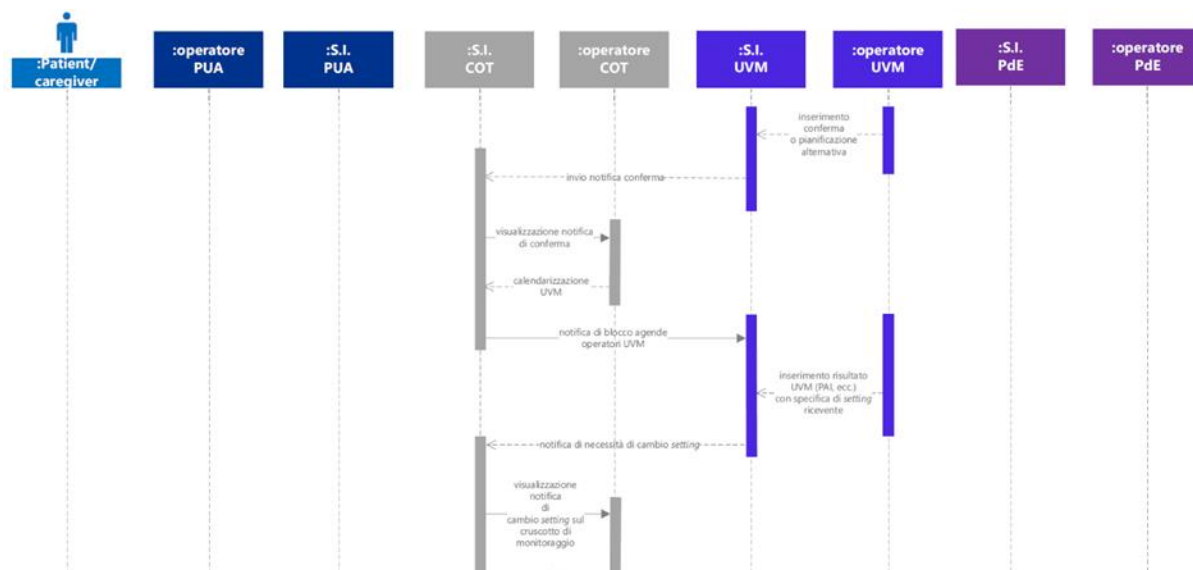 :Patient/
caregiver
:operatore
PUA
:S.I.
PUA
:S.I.
COT
:operatore
COT
:S.I.
UVM
:operatore
UVM
:S.I.
PdE
:operatore
PdE
inserimento
conferma
o pianificazione
alternativa
invio notifica conferma
visualizzazione notifica
di conferma
calendarizzazione
UVM
notifica di blocco agende
operatori UVM
inserimento risultato
UVM (PAI, ecc.)
con specifica di setting
ricevente
notifica di necessità di cambio setting
visualizzazione
notifica
di
cambio setting sul
cruscotto di
monitoraggio